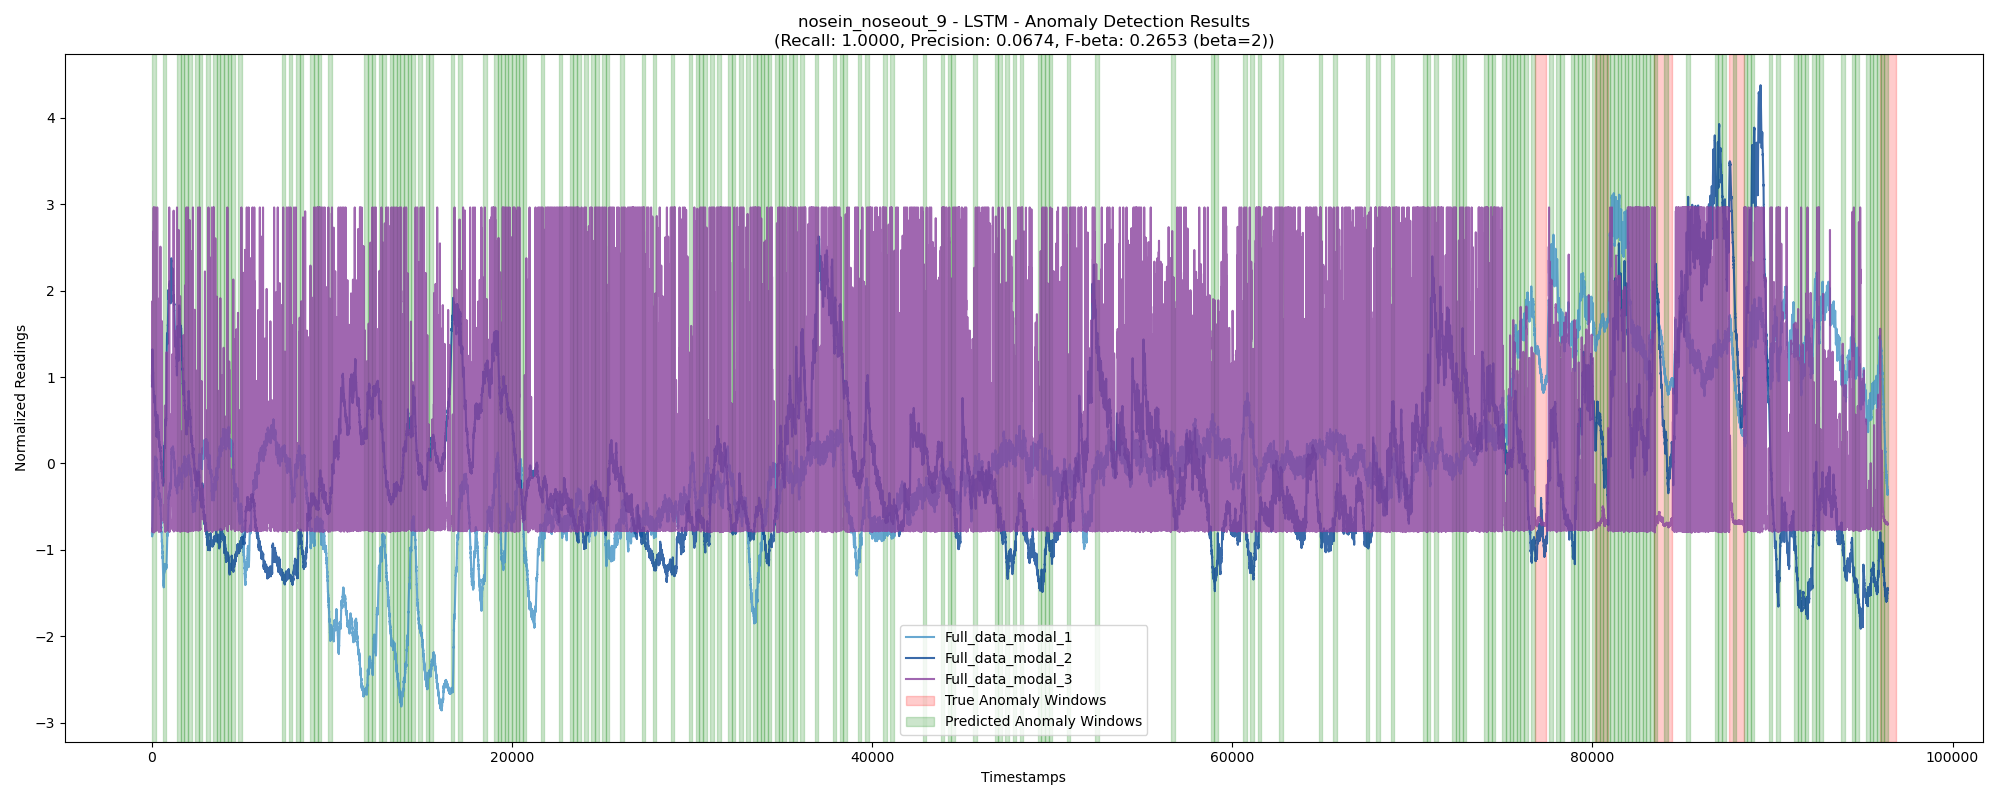 nosein_noseout_9 - LSTM - Anomaly Detection Results
(Recall: 1.0000, Precision: 0.0674, F-beta: 0.2653 (beta=2))
Normalized Readings
4
3
2
1
0
−1
−2
−3
Full_data_modal_1
Full_data_modal_2
Full_data_modal_3
True Anomaly Windows
Predicted Anomaly Windows
0
20000
40000
60000
80000
100000
Timestamps